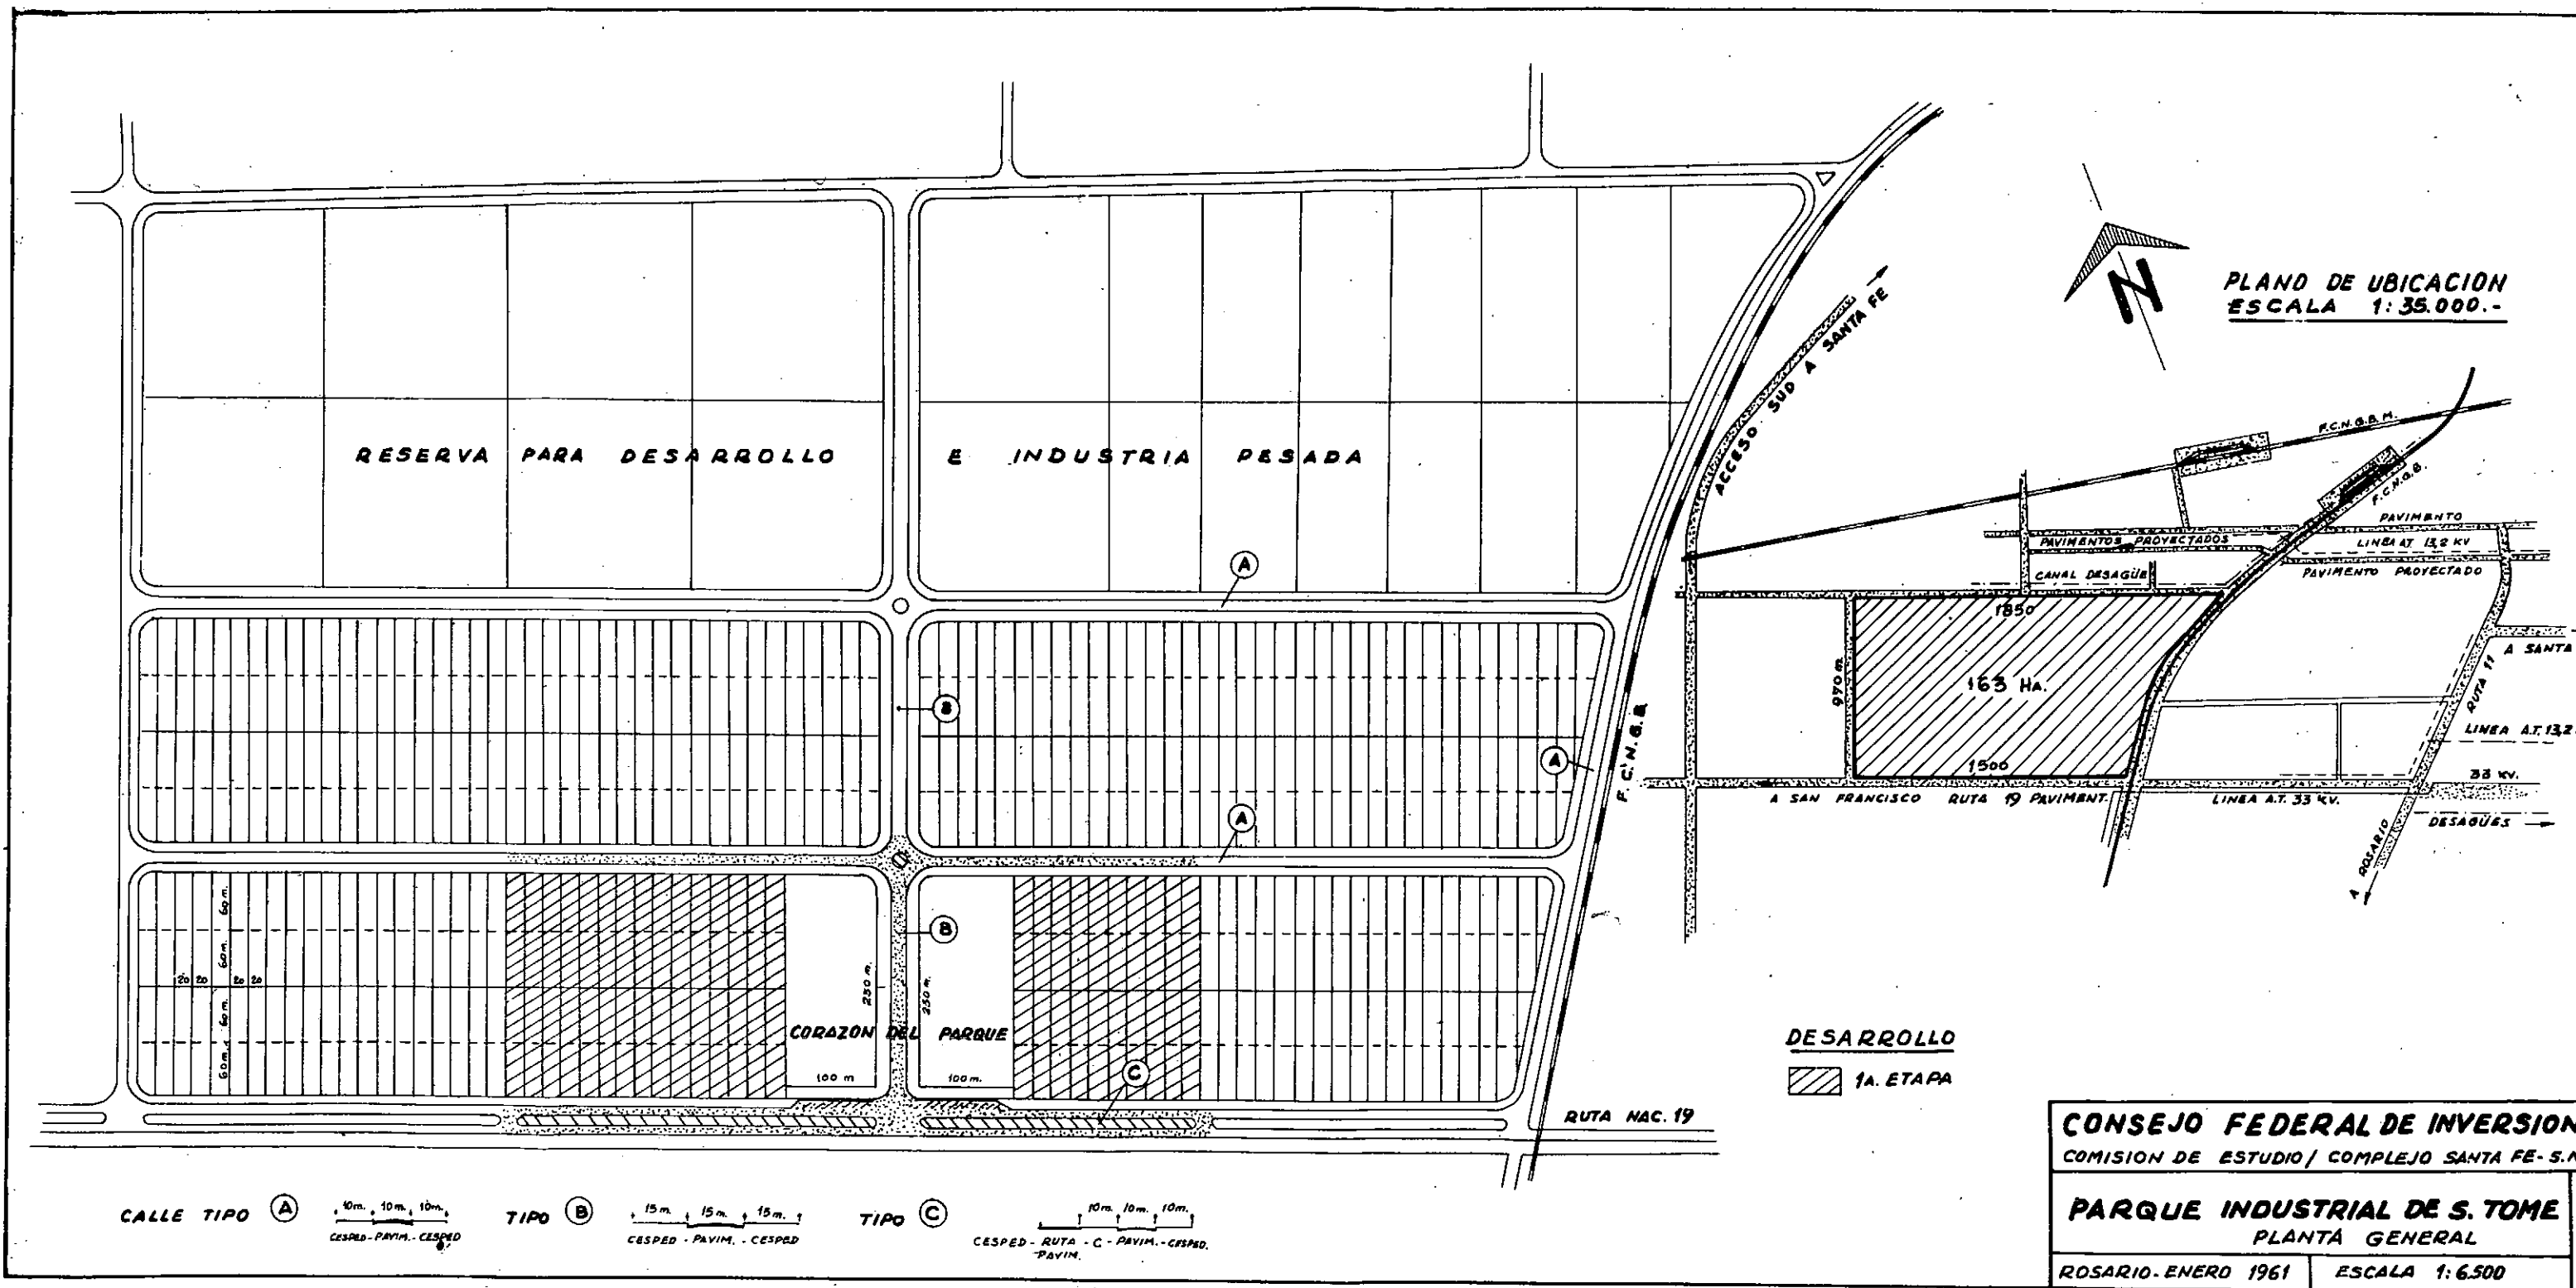 RESERVA PARA DESARROLLO E INDUSTRIA PESADA
A
B
A
A
B
C
F.C.N.G.B.
60 m.
60 m.
60 m.
60 m.
20 20 20 20
250 m.
250 m.
CORAZON DEL PARQUE
100 m
100 m.
RUTA NAC. 19
PLANO DE UBICACION
ESCALA 1:35.000.-
N
ACCESO SUD A SANTA FE
F.C.N.G.B.M.
F.C.N.G.B.
PAVIMENTO
PAVIMENTOS PROYECTADOS
LINEA AT 13,2 KV
PAVIMENTO PROYECTADO
CANAL DESAGÜE
1850
970 m.
163 HA.
1500
A SANTA
RUTA 11
LINEA A.T. 13,2
33 KV.
A SAN FRANCISCO RUTA 19 PAVIMENT.
LINEA A.T. 33 KV.
DESAGÜES
A ROSARIO
DESARROLLO
1A. ETAPA
CALLE TIPO A
10m. 10m. 10m.
CESPED-PAVIM.-CESPED
TIPO B
15m. 15m. 15m.
CESPED - PAVIM. - CESPED
TIPO C
10m. 10m. 10m.
CESPED - RUTA - C - PAVIM. - CESPED.
PAVIM.
CONSEJO FEDERAL DE INVERSION
COMISION DE ESTUDIO/ COMPLEJO SANTA FE- S.
PARQUE INDUSTRIAL DE S. TOME
PLANTA GENERAL
ROSARIO-ENERO 1961
ESCALA 1:6.500